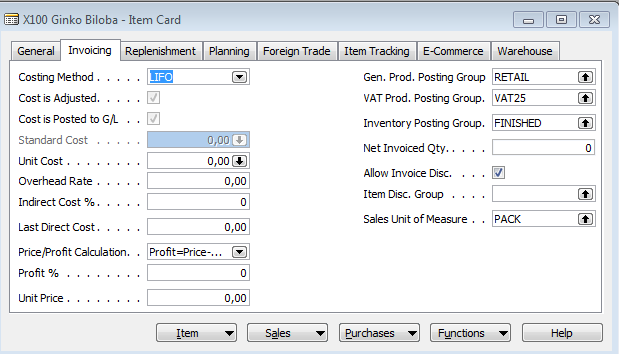 X100 Ginko Biloba - Item Card
General Invoicing Replenishment Planning Foreign Trade Item Tracking E-Commerce Warehouse
Costing Method . . . . . LIFO
Cost is Adjusted. . . . . .
Cost is Posted to G/L . .
Standard Cost . . . . . 0,00
Unit Cost . . . . . . . . 0,00
Overhead Rate . . . . . 0,00
Indirect Cost % . . . . . 0
Last Direct Cost . . . . . 0,00
Price/Profit Calculation. . Profit=Price-...
Profit % . . . . . . . . 0
Unit Price . . . . . . . . 0,00
Gen. Prod. Posting Group RETAIL
VAT Prod. Posting Group. VAT25
Inventory Posting Group. FINISHED
Net Invoiced Qty. . . . . 0
Allow Invoice Disc. . . . .
Item Disc. Group . . . .
Sales Unit of Measure . . PACK
Item Sales Purchases Functions Help